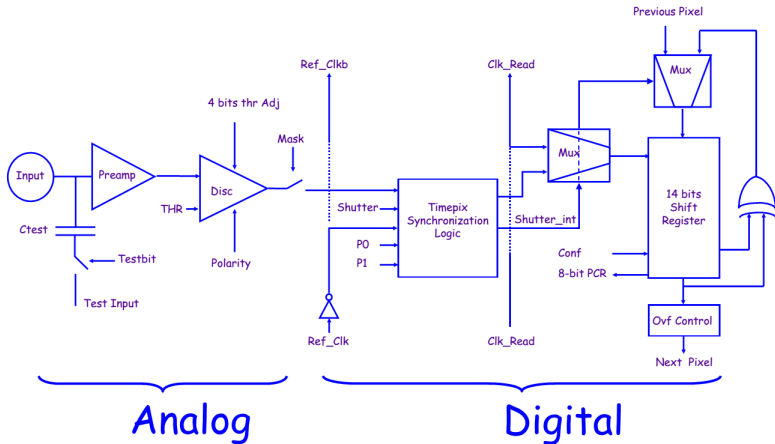 Previous Pixel
Ref_Clkb
Clk_Read
Mux
4 bits thr Adj
Mask
Mux
Input
Preamp
Disc
Timepix
Synchronization
Logic
14 bits
Shift
Register
THR
Shutter
Shutter_int
Ctest
P0
P1
Testbit
Polarity
Conf
8-bit PCR
Test Input
Ovf Control
Ref_Clk
Clk_Read
Next Pixel
Analog
Digital